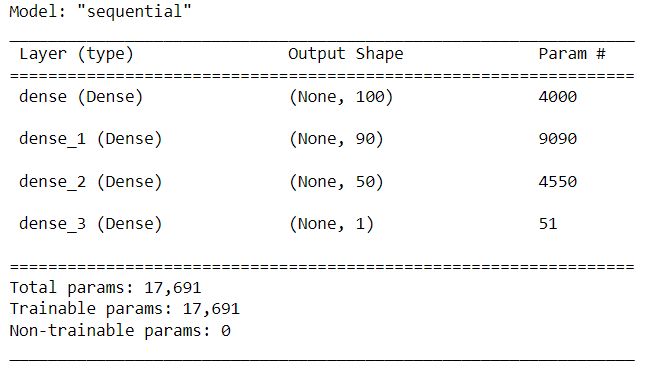 Model: "sequential"
_________________________________________________________________
Layer (type) Output Shape Param #
=================================================================
dense (Dense) (None, 100) 4000
dense_1 (Dense) (None, 90) 9090
dense_2 (Dense) (None, 50) 4550
dense_3 (Dense) (None, 1) 51
=================================================================
Total params: 17,691
Trainable params: 17,691
Non-trainable params: 0
_________________________________________________________________